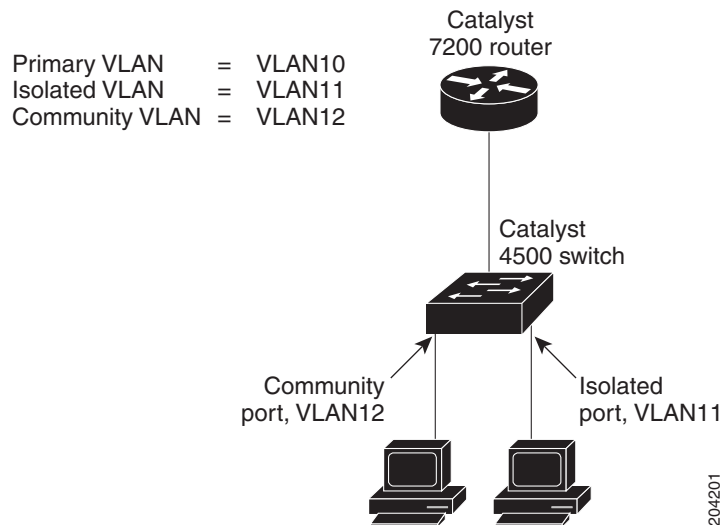 Catalyst
7200 router
Primary VLAN = VLAN10
Isolated VLAN = VLAN11
Community VLAN = VLAN12
Catalyst
4500 switch
Community
port, VLAN12
Isolated
port, VLAN11
204201